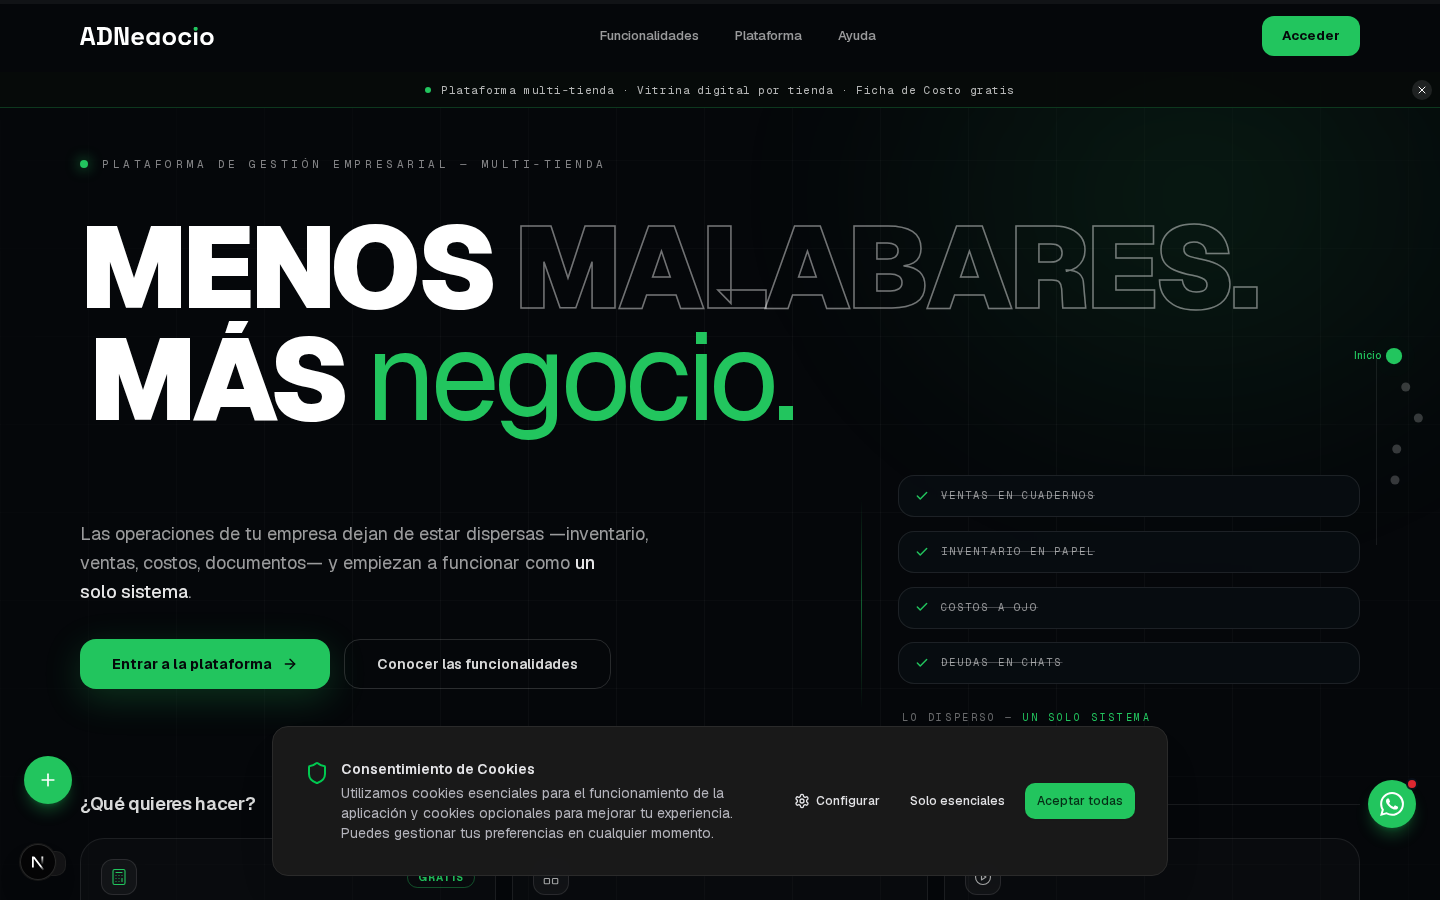 ADNegocio
Funcionalidades
Plataforma
Ayuda
Acceder
Plataforma multi-tienda · Vitrina digital por tienda · Ficha de Costo gratis
PLATAFORMA DE GESTIÓN EMPRESARIAL — MULTI-TIENDA
MENOS MALABARES.
MÁS negocio.
Inicio
Las operaciones de tu empresa dejan de estar dispersas —inventario,
ventas, costos, documentos— y empiezan a funcionar como un
solo sistema.
Entrar a la plataforma
Conocer las funcionalidades
VENTAS EN CUADERNOS
INVENTARIO EN PAPEL
COSTOS A OJO
DEUDAS EN CHATS
LO DISPERSO — UN SOLO SISTEMA
¿Qué quieres hacer?
Consentimiento de Cookies
Utilizamos cookies esenciales para el funcionamiento de la
aplicación y cookies opcionales para mejorar tu experiencia.
Puedes gestionar tus preferencias en cualquier momento.
Configurar
Solo esenciales
Aceptar todas
GRATIS